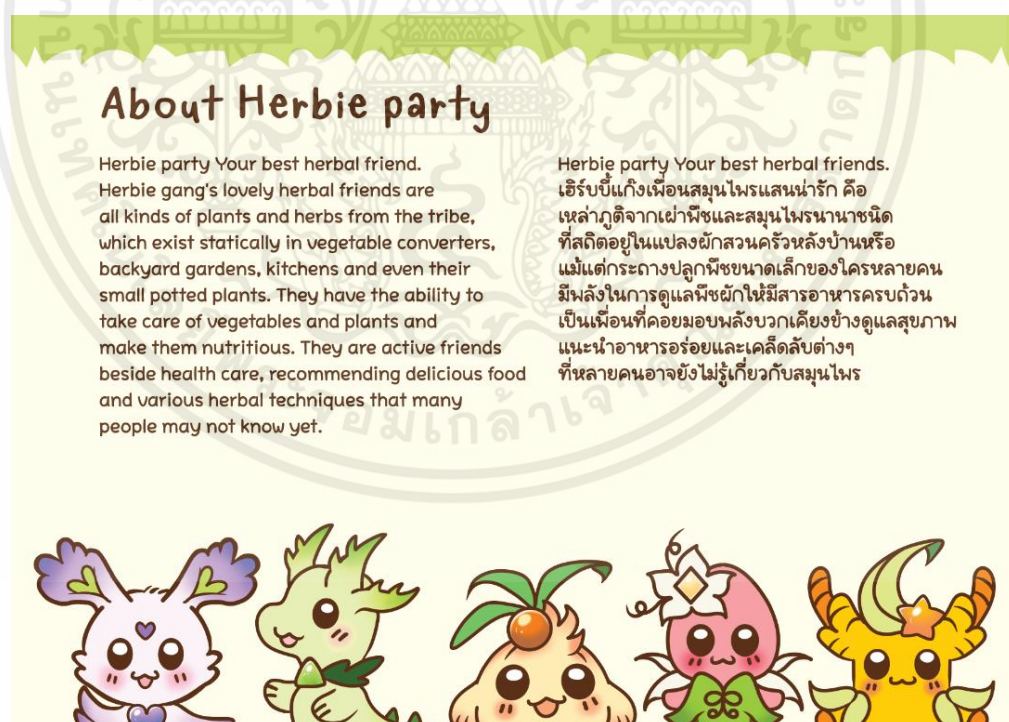 About Herbie party
Herbie party Your best herbal friend.
Herbie gang's lovely herbal friends are
all kinds of plants and herbs from the tribe,
which exist statically in vegetable converters,
backyard gardens, kitchens and even their
small potted plants. They have the ability to
take care of vegetables and plants and
make them nutritious. They are active friends
beside health care, recommending delicious food
and various herbal techniques that many
people may not know yet.
Herbie party Your best herbal friends.
เฮิร์บบี้แก๊งเพื่อนสมุนไพรแสนน่ารัก คือ
เหล่าภูติจากเผ่าพืชและสมุนไพรนานาชนิด
ที่สถิตอยู่ในแปลงผักสวนครัวหลังบ้านหรือ
แม้แต่กระถางปลูกพืชขนาดเล็กของใครหลายคน
มีพลังในการดูแลพืชผักให้มีสารอาหารครบถ้วน
เป็นเพื่อนที่คอยมอบพลังบวกเคียงข้างดูแลสุขภาพ
แนะนำอาหารอร่อยและเคล็ดลับต่างๆ
ที่หลายคนอาจยังไม่รู้เกี่ยวกับสมุนไพร